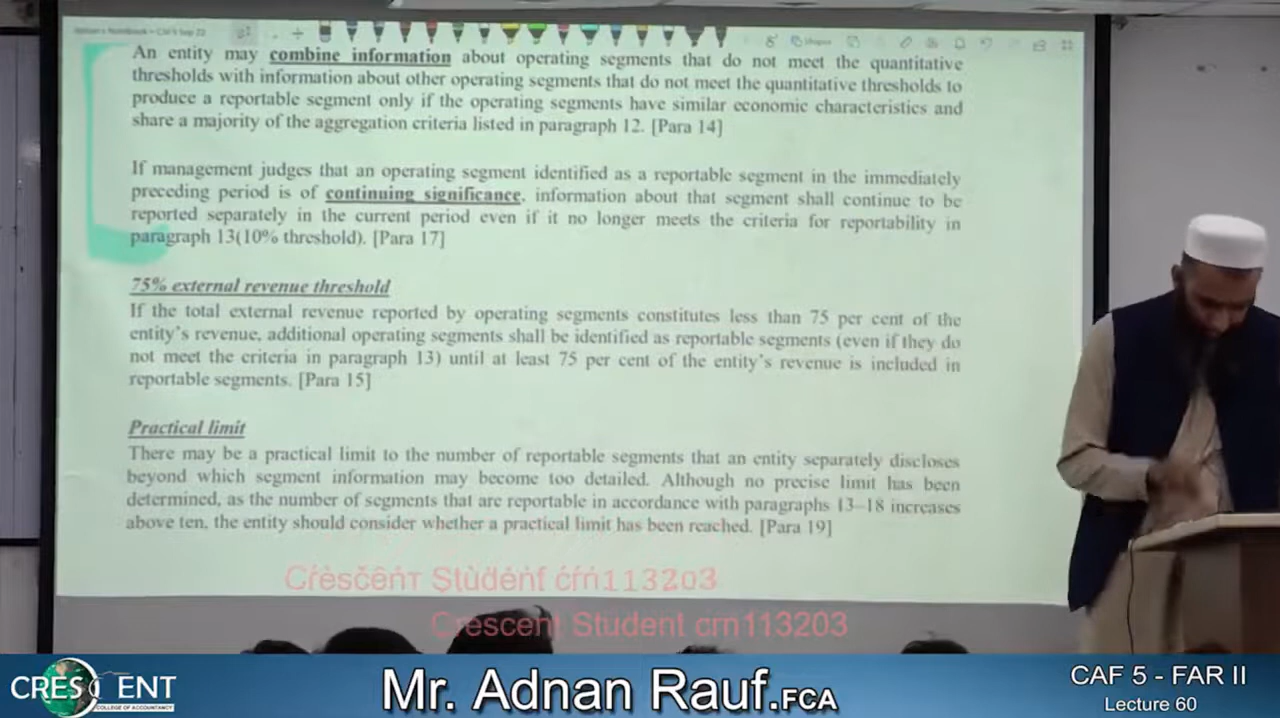 An entity may combine information about operating segments that do not meet the quantitative
thresholds with information about other operating segments that do not meet the quantitative thresholds to
produce a reportable segment only if the operating segments have similar economic characteristics and
share a majority of the aggregation criteria listed in paragraph 12. [Para 14]
If management judges that an operating segment identified as a reportable segment in the immediately
preceding period is of continuing significance, information about that segment shall continue to be
reported separately in the current period even if it no longer meets the criteria for reportability in
paragraph 13(10% threshold). [Para 17]
75% external revenue threshold
If the total external revenue reported by operating segments constitutes less than 75 per cent of the
entity's revenue, additional operating segments shall be identified as reportable segments (even if they do
not meet the criteria in paragraph 13) until at least 75 per cent of the entity's revenue is included in
reportable segments. [Para 15]
Practical limit
There may be a practical limit to the number of reportable segments that an entity separately discloses
beyond which segment information may become too detailed. Although no precise limit has been
determined, as the number of segments that are reportable in accordance with paragraphs 13–18 increases
above ten, the entity should consider whether a practical limit has been reached. [Para 19]
Crescent Student crn113203
CRESCENT
COLLEGE OF ACCOUNTANCY
Mr. Adnan Rauf.FCA
CAF 5 - FAR II
Lecture 60